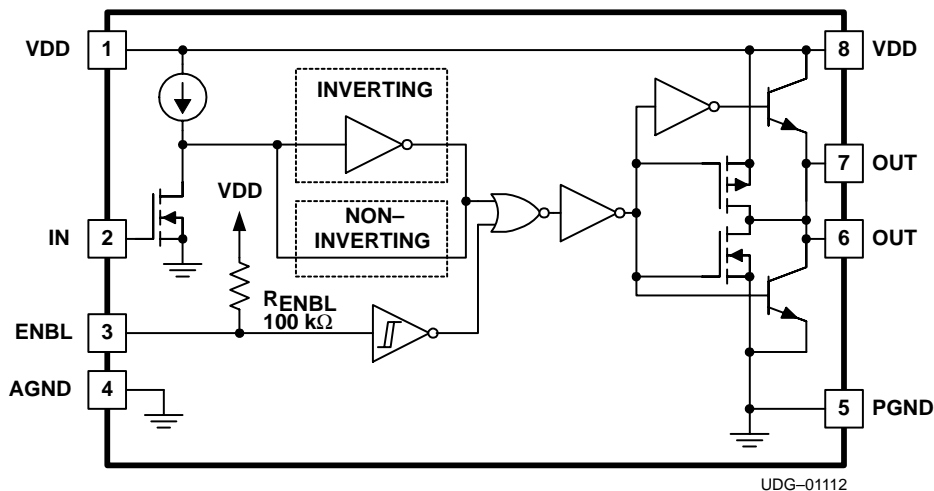 VDD 1
8 VDD
INVERTING
VDD
7 OUT
IN 2
NON–
INVERTING
6 OUT
RENBL
100 kΩ
ENBL 3
AGND 4
5 PGND
UDG–01112